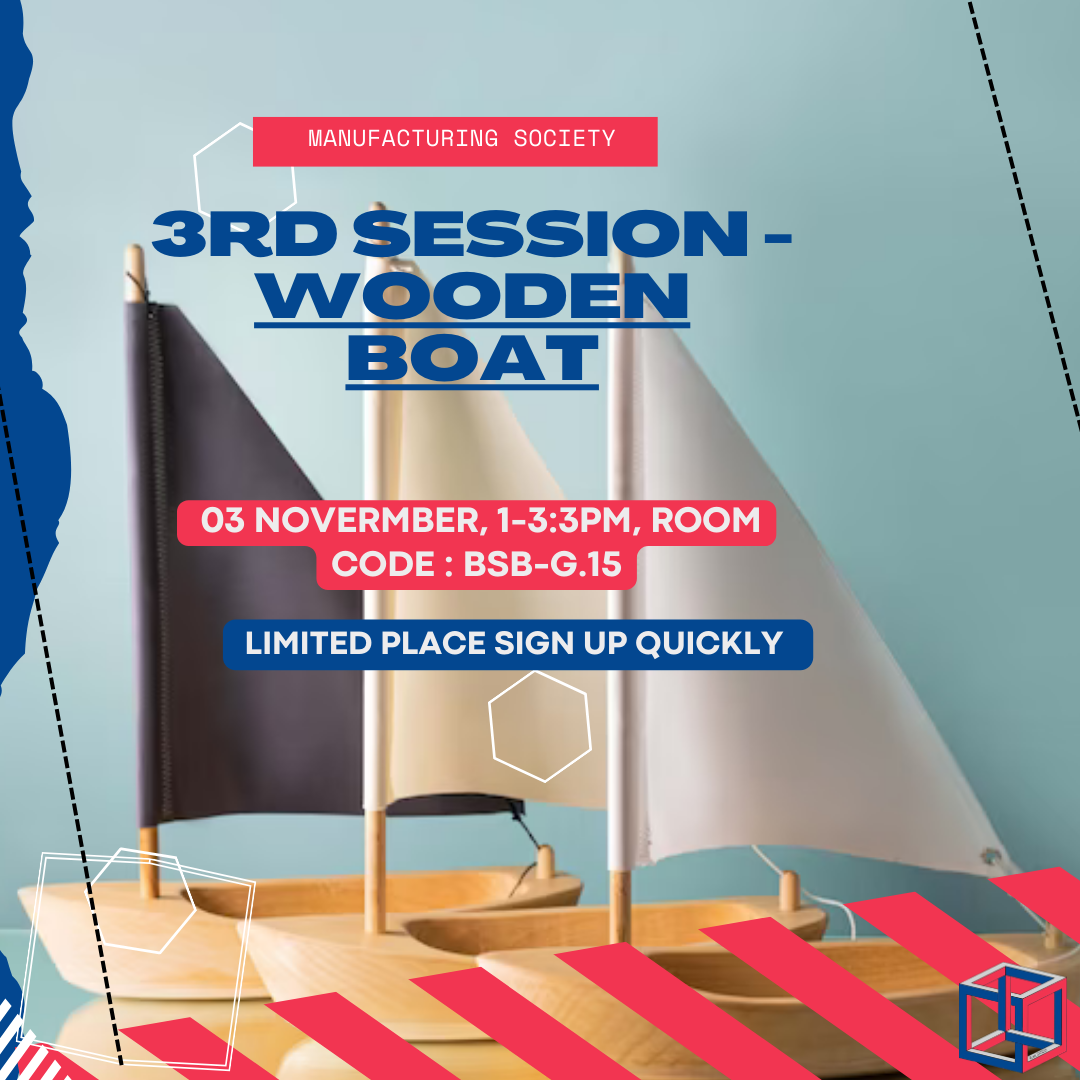 MANUFACTURING SOCIETY
3RD SESSION -
WOODEN
BOAT
03 NOVERMBER, 1-3:3PM, ROOM
CODE : BSB-G.15
LIMITED PLACE SIGN UP QUICKLY